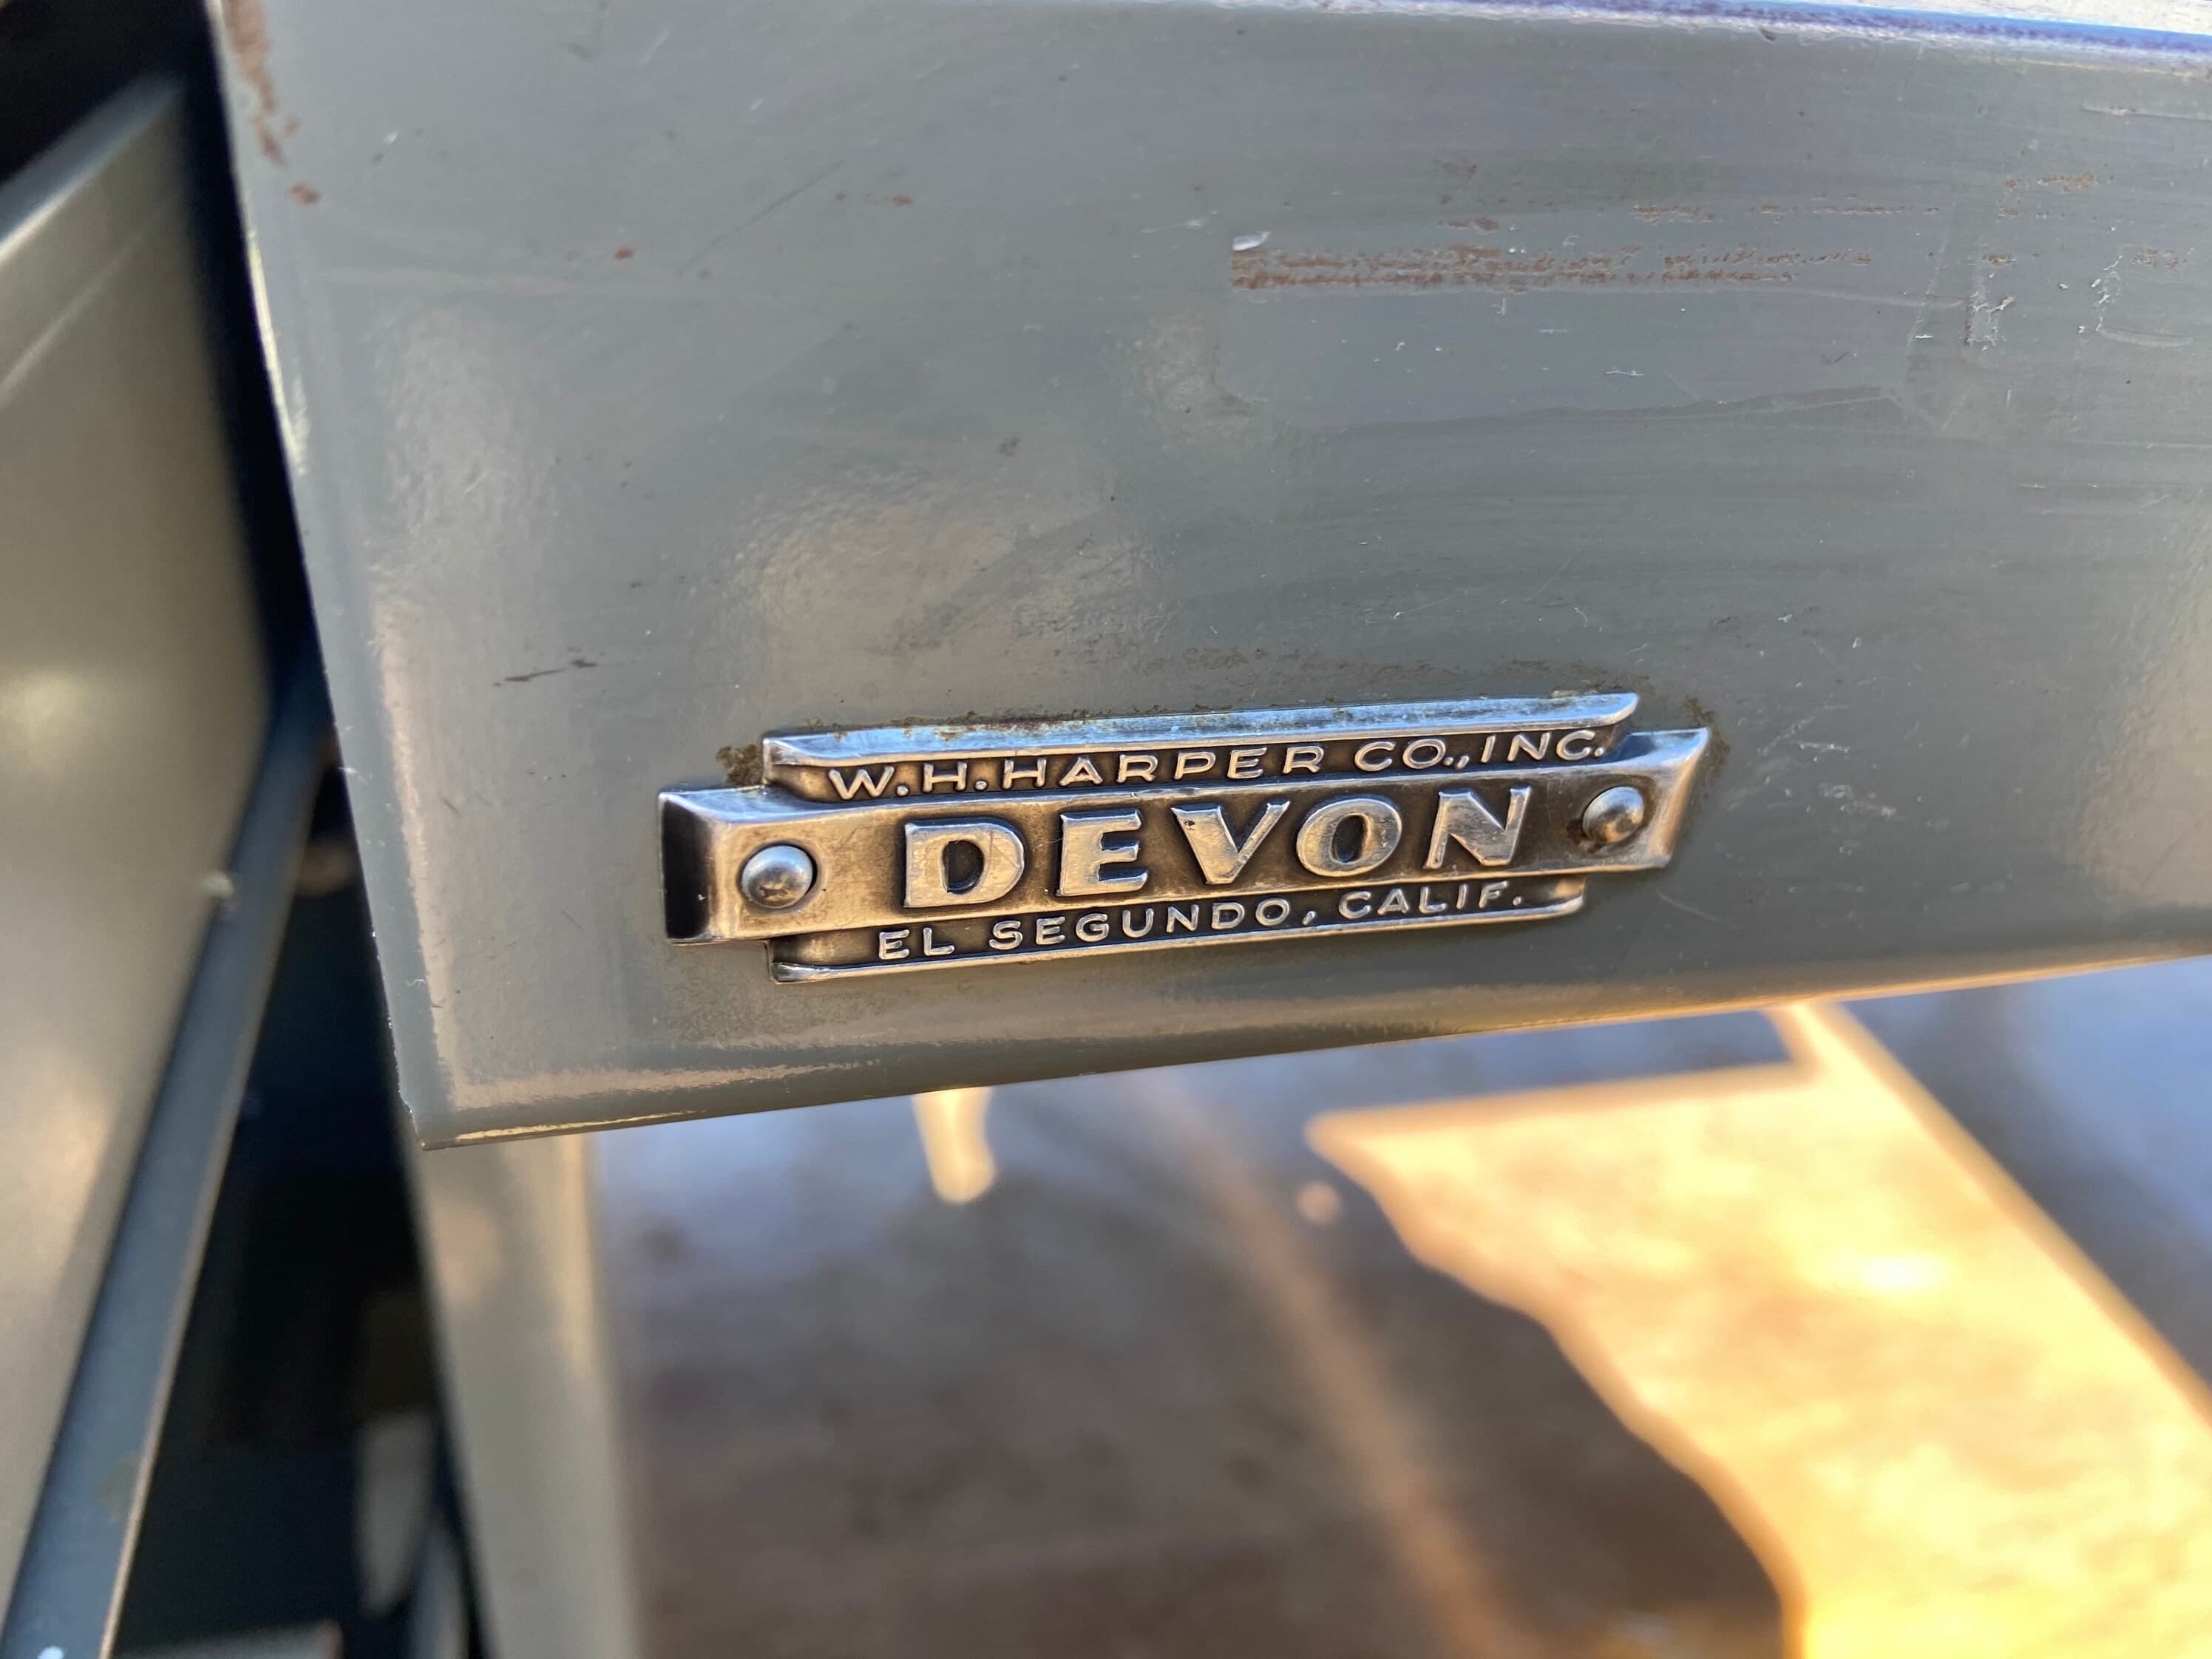 W.H.HARPER CO.,INC.
DEVON
EL SEGUNDO, CALIF.